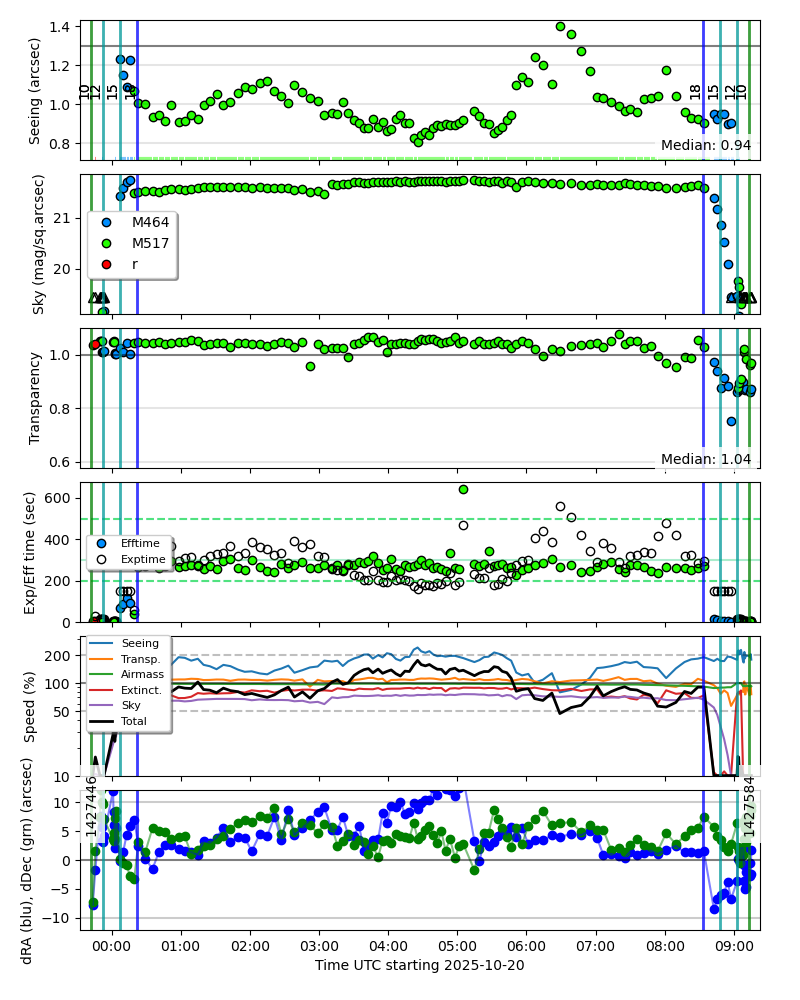 Seeing (arcsec)
1.4
1.2
1.0
0.8
10
12
15
18
15
12
10
Median: 0.94
Sky (mag/sq.arcsec)
21
20
M464
M517
r
Transparency
1.0
0.8
0.6
Median: 1.04
Exp/Eff time (sec)
600
400
200
0
Efftime
Exptime
Speed (%)
200
100
50
10
Seeing
Transp.
Airmass
Extinct.
Sky
Total
dRA (blu), dDec (grn) (arcsec)
10
5
0
−5
−10
1427446
1427584
00:00
01:00
02:00
03:00
04:00
05:00
06:00
07:00
08:00
09:00
Time UTC starting 2025-10-20